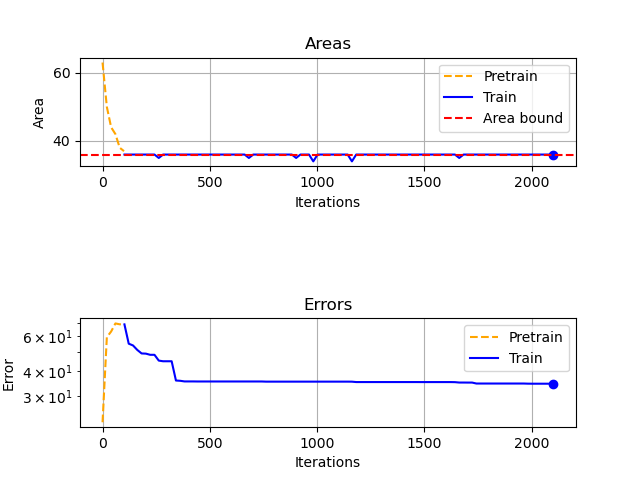 Areas
Area
60
40
Pretrain
Train
Area bound
0 500 1000 1500 2000
Iterations
Errors
Error
6 × 10¹
4 × 10¹
3 × 10¹
Pretrain
Train
0 500 1000 1500 2000
Iterations